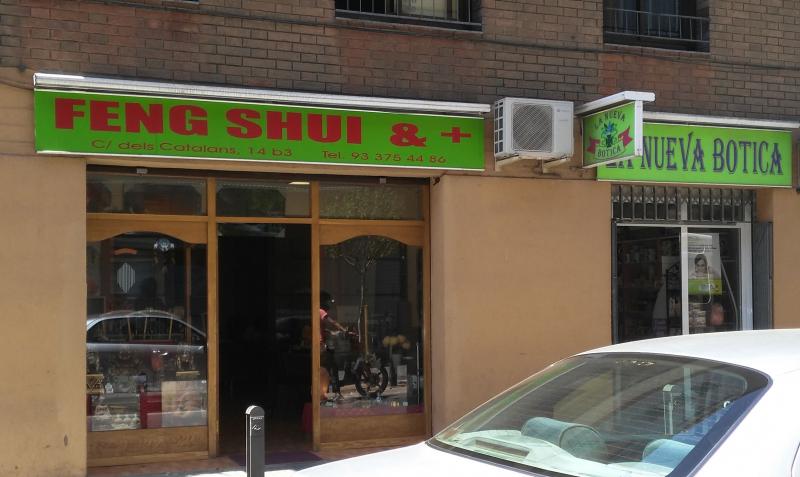 FENG SHUI & +
C/ dels Catalans, 14 b3 Tel. 93 375 44 86
LA NUEVA
BOTICA
LA NUEVA BOTICA